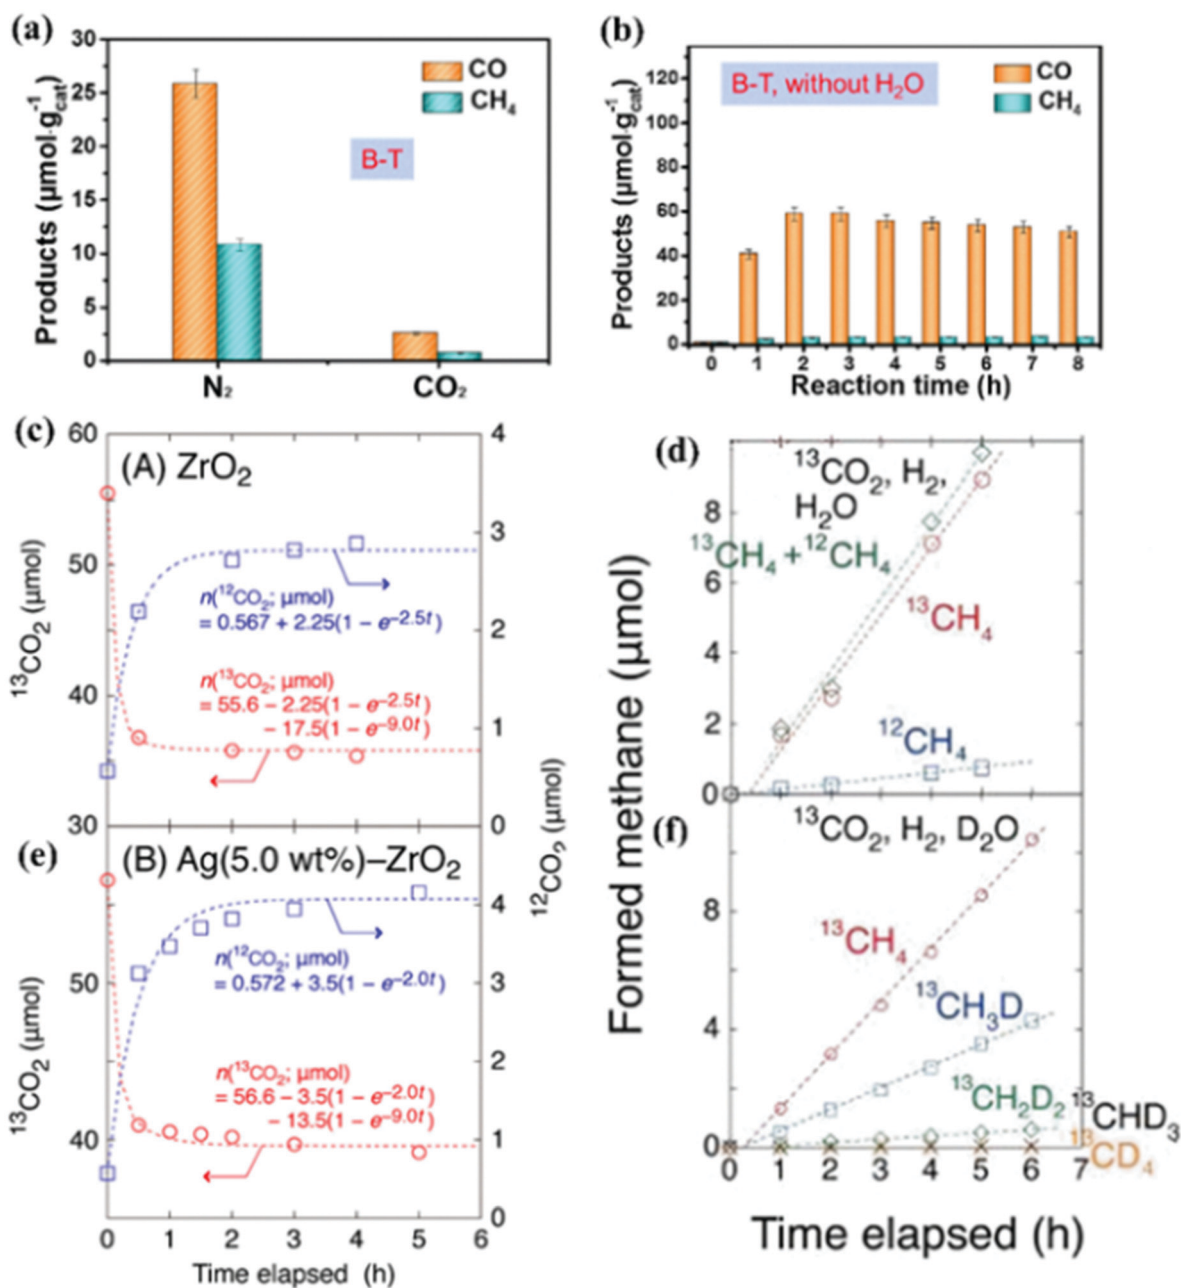 (a)
30
25
20
15
10
5
0
Products (μmol·g⁻¹cat)
CO
CH₄
B-T
N₂
CO₂
(b)
120
100
80
60
40
20
0
Products (μmol·g⁻¹cat)
B-T, without H₂O
CO
CH₄
0 1 2 3 4 5 6 7 8
Reaction time (h)
(c)
60
50
40
30
¹³CO₂ (μmol)
(A) ZrO₂
n(¹²CO₂; μmol)
= 0.567 + 2.25(1 − e⁻²·⁵ᵗ)
n(¹³CO₂; μmol)
= 55.6 − 2.25(1 − e⁻²·⁵ᵗ)
− 17.5(1 − e⁻⁹·⁰ᵗ)
4
3
2
1
0
¹²CO₂ (μmol)
(d)
8
6
4
2
0
¹³CO₂, H₂,
H₂O
¹³CH₄ + ¹²CH₄
¹³CH₄
¹²CH₄
Formed methane (μmol)
(e)
(B) Ag(5.0 wt%)–ZrO₂
50
40
¹³CO₂ (μmol)
n(¹²CO₂; μmol)
= 0.572 + 3.5(1 − e⁻²·⁰ᵗ)
n(¹³CO₂; μmol)
= 56.6 − 3.5(1 − e⁻²·⁰ᵗ)
− 13.5(1 − e⁻⁹·⁰ᵗ)
4
3
2
1
0
0 1 2 3 4 5 6
Time elapsed (h)
(f)
¹³CO₂, H₂, D₂O
8
4
0
¹³CH₄
¹³CH₃D
¹³CH₂D₂
¹³CHD₃
¹³CD₄
0 1 2 3 4 5 6 7
Time elapsed (h)